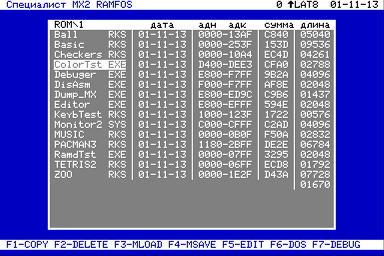 Специалист MX2 RAMFOS 0 ↑LAT8 01-11-13
ROM\1 дата адн адк сумма длина
Ball RKS 01-11-13 0000-13AF C840 05040
Basic RKS 01-11-13 0000-253F 153D 09536
Checkers RKS 01-11-13 0000-10A4 EC4D 04261
ColorTst EXE 01-11-13 D400-DEE3 CFA0 02788
Debuger EXE 01-11-13 E800-F7FF 9B2A 04096
DisAsm EXE 01-11-13 F000-F7FF AF8E 02048
Dump_MX EXE 01-11-13 E300-E89C C9B6 01437
Editor EXE 01-11-13 E800-EFFF 594E 02048
KeybTest RKS 01-11-13 1000-123F 1722 00576
Monitor2 SYS 01-11-13 C000-CFFF C2AD 04096
MUSIC RKS 01-11-13 0000-0B0F F50A 02832
PACMAN3 RKS 01-11-13 1180-2BFF DE2E 06784
RamdTst EXE 01-11-13 0000-07FF 3295 02048
TETRIS2 RKS 01-11-13 0000-06FF ECD8 01792
ZOO RKS 01-11-13 0000-1E2F D43A 07728
01670
F1-COPY F2-DELETE F3-MLOAD F4-MSAVE F5-EDIT F6-DOS F7-DEBUG